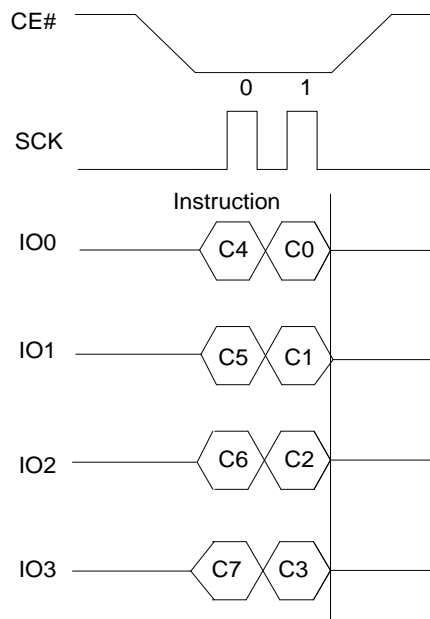 CE#
0 1
SCK
Instruction
IO0 C4 C0
IO1 C5 C1
IO2 C6 C2
IO3 C7 C3